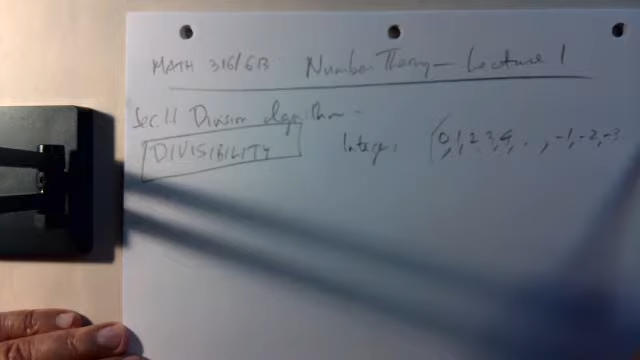 MATH 316/613 Number Theory — Lecture 1
Sec. 1.1 Division algorithm -
DIVISIBILITY Integers (0, 1, 2, 3, 4, . . , -1, -2, -3